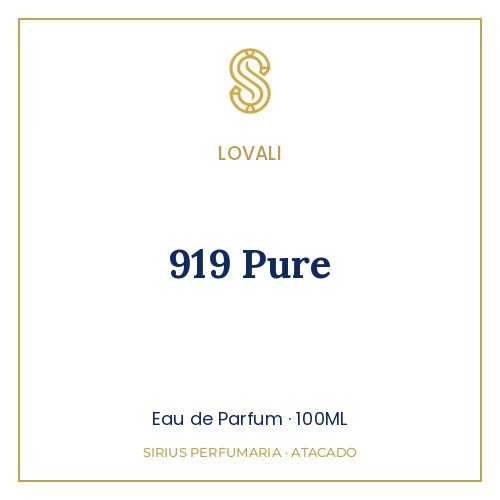 LOVALI
919 Pure
Eau de Parfum · 100ML
SIRIUS PERFUMARIA · ATACADO